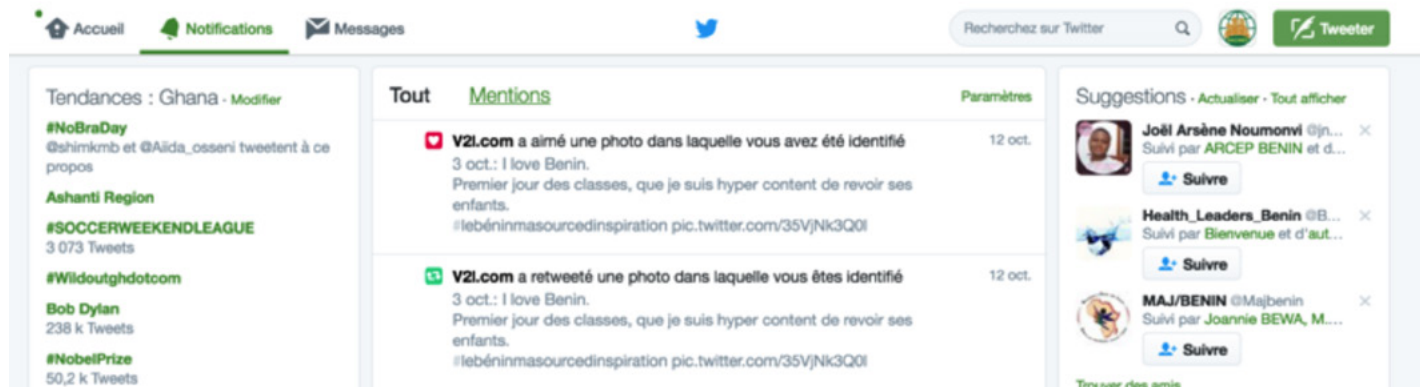 Accueil
Notifications
Messages
Recherchez sur Twitter
Tweeter
Tendances : Ghana · Modifier
#NoBraDay
@shimkmb et @Aiida_osseni tweetent à ce
propos
Ashanti Region
#SOCCERWEEKENDLEAGUE
3 073 Tweets
#Wildoutghdotcom
Bob Dylan
238 k Tweets
#NobelPrize
50,2 k Tweets
Tout Mentions
Paramètres
V2l.com a aimé une photo dans laquelle vous avez été identifié 12 oct.
3 oct.: I love Benin.
Premier jour des classes, que je suis hyper content de revoir ses
enfants.
#lebéninmasourcedinspiration pic.twitter.com/35VjNk3Q0l
V2l.com a retweeté une photo dans laquelle vous êtes identifié 12 oct.
3 oct.: I love Benin.
Premier jour des classes, que je suis hyper content de revoir ses
enfants.
#lebéninmasourcedinspiration pic.twitter.com/35VjNk3Q0l
Suggestions · Actualiser · Tout afficher
Joël Arsène Noumonvi @jn...
Suivi par ARCEP BENIN et d...
Suivre
Health_Leaders_Benin @B...
Suivi par Bienvenue et d'aut...
Suivre
MAJ/BENIN @Majbenin
Suivi par Joannie BEWA, M....
Suivre
Trouver des amis